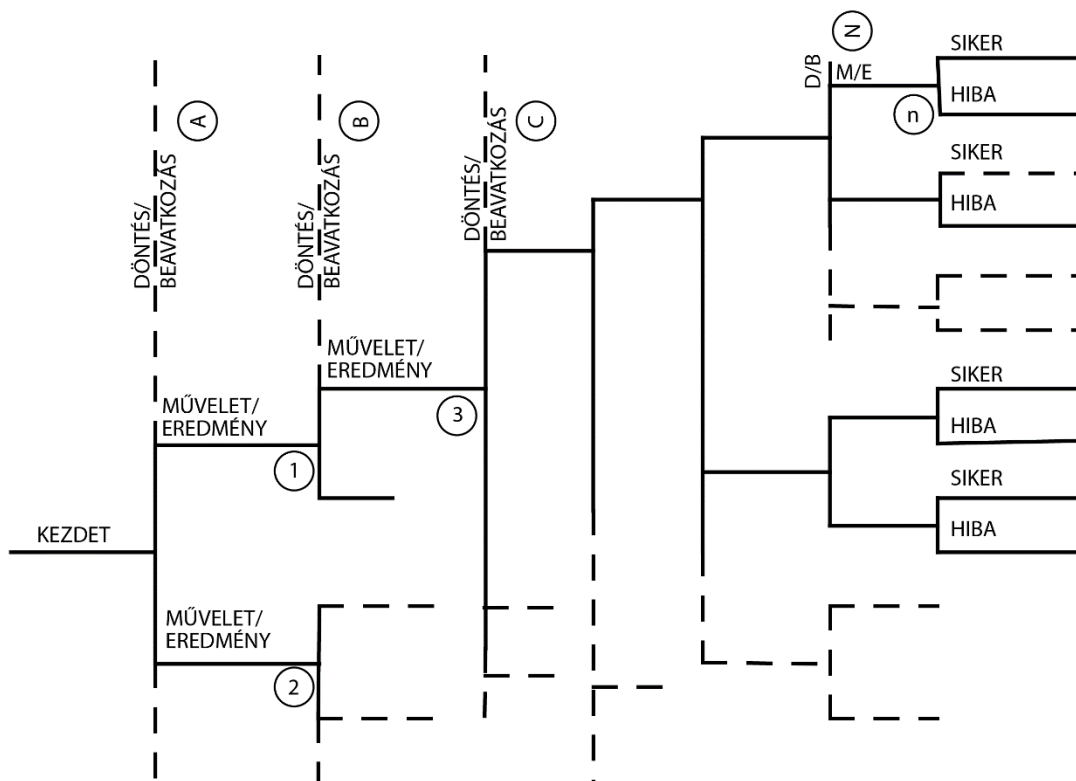 N
D/B
M/E
SIKER
HIBA
n
A
B
C
DÖNTÉS/
BEAVATKOZÁS
DÖNTÉS/
BEAVATKOZÁS
DÖNTÉS/
BEAVATKOZÁS
SIKER
HIBA
MŰVELET/
EREDMÉNY
3
SIKER
HIBA
MŰVELET/
EREDMÉNY
1
SIKER
HIBA
KEZDET
MŰVELET/
EREDMÉNY
2